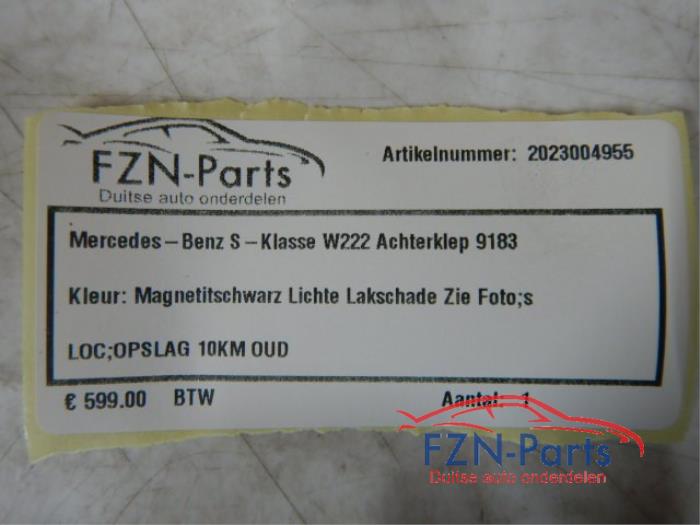 FZN-Parts
Duitse auto onderdelen
Artikelnummer: 2023004955
Mercedes-Benz S-Klasse W222 Achterklep 9183
Kleur: Magnetitschwarz Lichte Lakschade Zie Foto;s
LOC;OPSLAG 10KM OUD
€ 599.00 BTW Aantal: 1
FZN-Parts
Duitse auto onderdelen